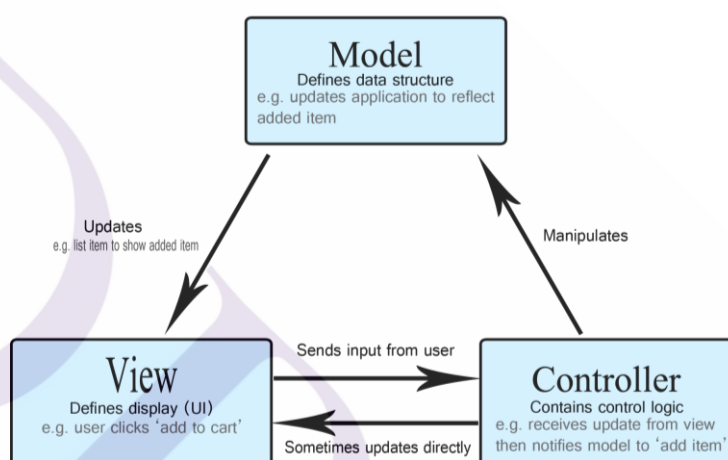 Model
Defines data structure
e.g. updates application to reflect
added item
Updates
e.g. list item to show added item
Manipulates
View
Defines display (UI)
e.g. user clicks ‘add to cart’
Sends input from user
Sometimes updates directly
Controller
Contains control logic
e.g. receives update from view
then notifies model to ‘add item’